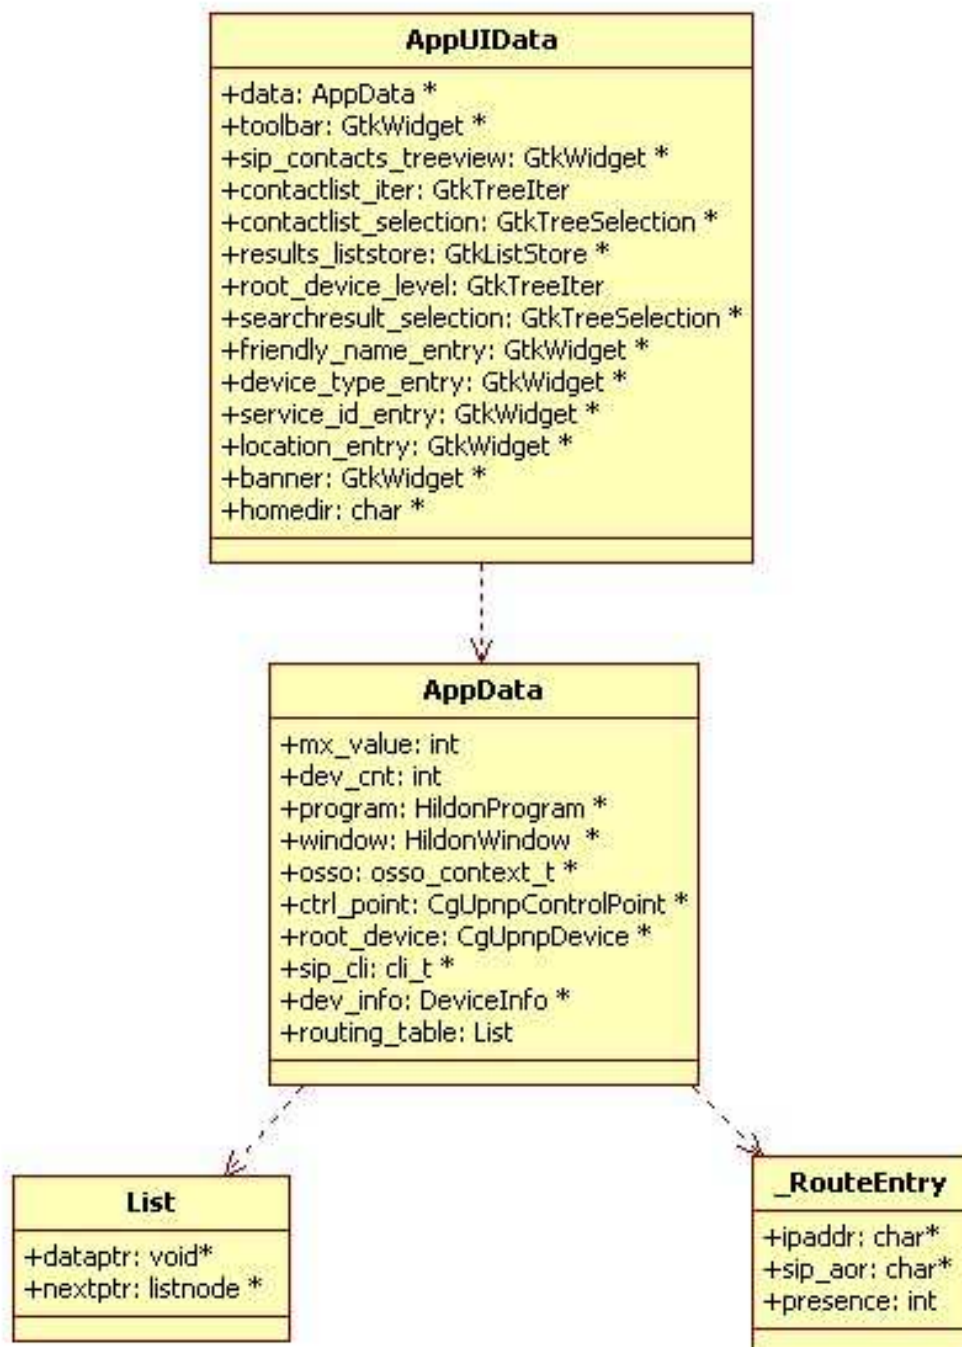 AppUIData
+data: AppData *
+toolbar: GtkWidget *
+sip_contacts_treeview: GtkWidget *
+contactlist_iter: GtkTreeIter
+contactlist_selection: GtkTreeSelection *
+results_liststore: GtkListStore *
+root_device_level: GtkTreeIter
+searchresult_selection: GtkTreeSelection *
+friendly_name_entry: GtkWidget *
+device_type_entry: GtkWidget *
+service_id_entry: GtkWidget *
+location_entry: GtkWidget *
+banner: GtkWidget *
+homedir: char *
AppData
+mx_value: int
+dev_cnt: int
+program: HildonProgram *
+window: HildonWindow  *
+osso: osso_context_t *
+ctrl_point: CgUpnpControlPoint *
+root_device: CgUpnpDevice *
+sip_cli: cli_t *
+dev_info: DeviceInfo *
+routing_table: List
List
+dataptr: void*
+nextptr: listnode *
_RouteEntry
+ipaddr: char*
+sip_aor: char*
+presence: int